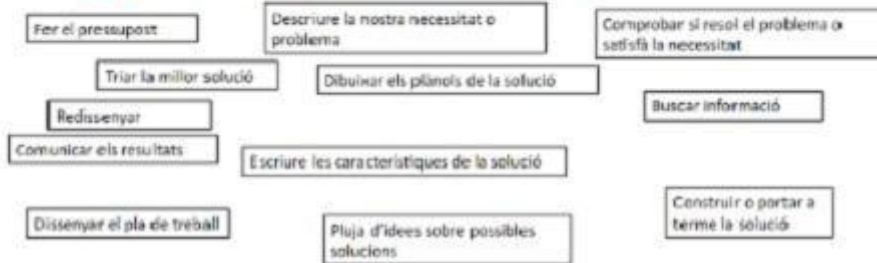 Fer el pressupost
Descriure la nostra necessitat o
problema
Comprobar si resol el problema o
satisfà la necessitat
Triar la millor solució
Dibuixar els plànols de la solució
Redissenyar
Buscar informació
Comunicar els resultats
Escriure les característiques de la solució
Dissenyar el pla de treball
Pluja d'idees sobre possibles
solucions
Construir o portar a
terme la solució